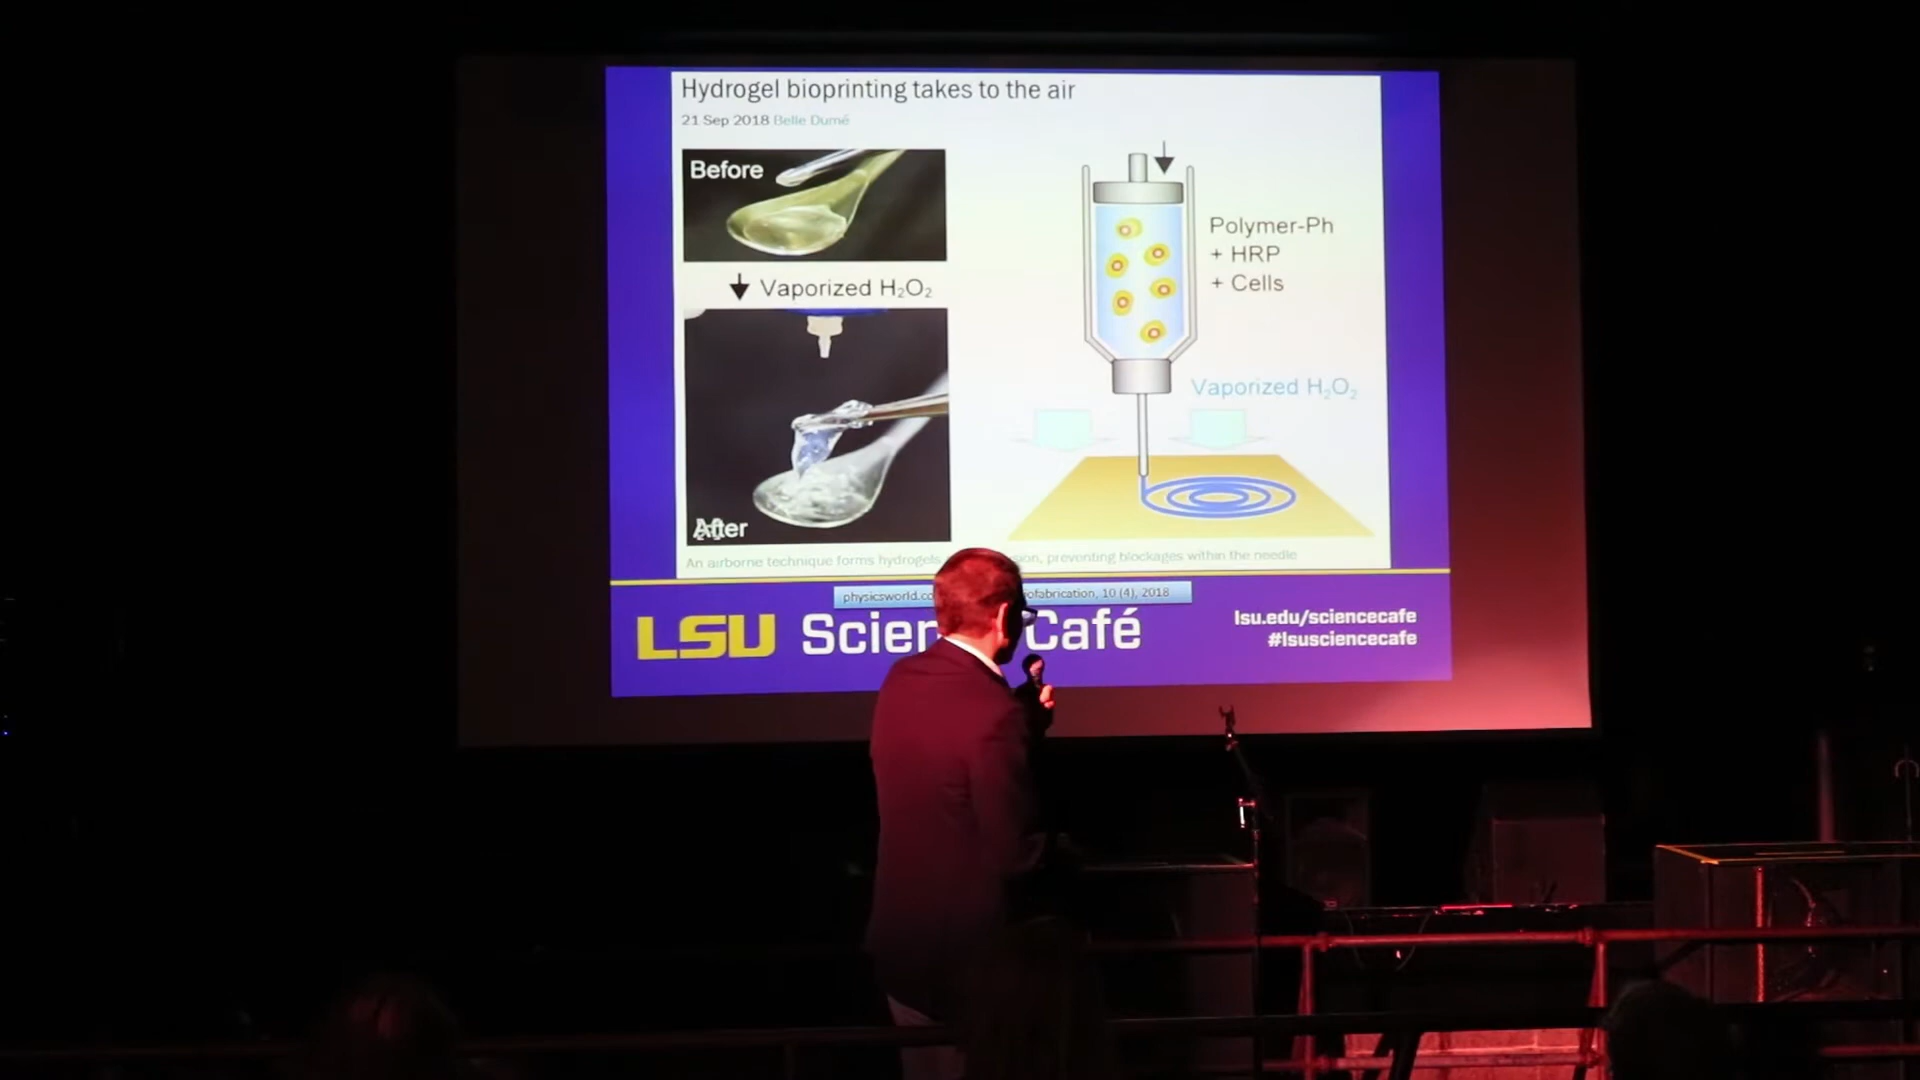 Hydrogel bioprinting takes to the air
21 Sep 2018 Belle Dumé
Before
Vaporized H₂O₂
After
Polymer-Ph
+ HRP
+ Cells
Vaporized H₂O₂
An airborne technique forms hydrogels preventing blockages within the needle
physicsworld.co 10 (4), 2018
LSU Scien Café
lsu.edu/sciencecafe
#lsusciencecafe